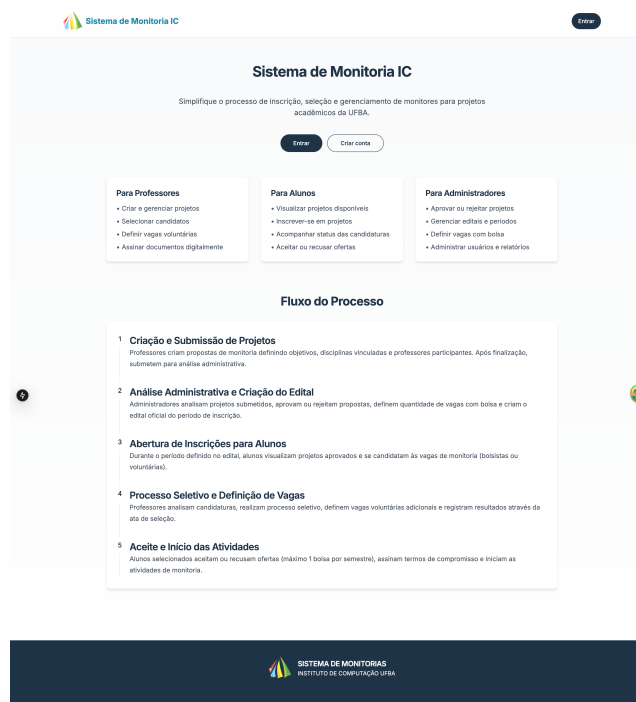 Sistema de Monitoria IC
Entrar
Sistema de Monitoria IC
Simplifique o processo de inscrição, seleção e gerenciamento de monitores para projetos
acadêmicos da UFBA.
Entrar
Criar conta
Para Professores
• Criar e gerenciar projetos
• Selecionar candidatos
• Definir vagas voluntárias
• Assinar documentos digitalmente
Para Alunos
• Visualizar projetos disponíveis
• Inscrever-se em projetos
• Acompanhar status das candidaturas
• Aceitar ou recusar ofertas
Para Administradores
• Aprovar ou rejeitar projetos
• Gerenciar editais e períodos
• Definir vagas com bolsa
• Administrar usuários e relatórios
Fluxo do Processo
1 Criação e Submissão de Projetos
Professores criam propostas de monitoria definindo objetivos, disciplinas vinculadas e professores participantes. Após finalização,
submetem para análise administrativa.
2 Análise Administrativa e Criação do Edital
Administradores analisam projetos submetidos, aprovam ou rejeitam propostas, definem quantidade de vagas com bolsa e criam o
edital oficial do período de inscrição.
3 Abertura de Inscrições para Alunos
Durante o período definido no edital, alunos visualizam projetos aprovados e se candidatam às vagas de monitoria (bolsistas ou
voluntárias).
4 Processo Seletivo e Definição de Vagas
Professores analisam candidaturas, realizam processo seletivo, definem vagas voluntárias adicionais e registram resultados através da
ata de seleção.
5 Aceite e Início das Atividades
Alunos selecionados aceitam ou recusam ofertas (máximo 1 bolsa por semestre), assinam termos de compromisso e iniciam as
atividades de monitoria.
SISTEMA DE MONITORIAS
INSTITUTO DE COMPUTAÇÃO UFBA